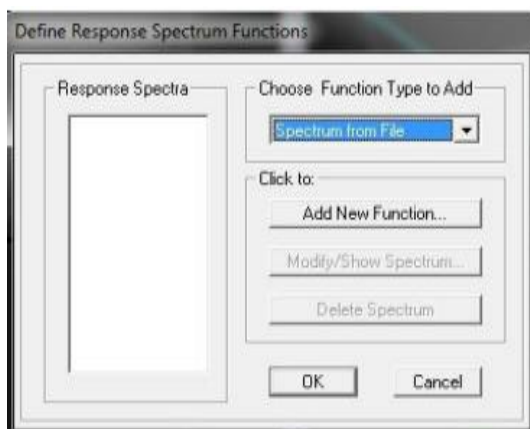 Define Response Spectrum Functions
Response Spectra
Choose Function Type to Add
Spectrum from File
Click to:
Add New Function...
Modify/Show Spectrum...
Delete Spectrum
OK
Cancel